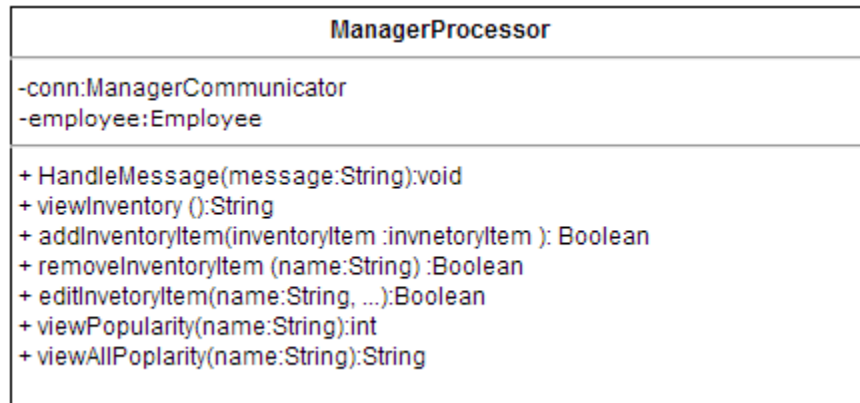 ManagerProcessor
-conn:ManagerCommunicator
-employee:Employee
+ HandleMessage(message:String):void
+ viewInventory ():String
+ addInventoryItem(inventoryItem :invnetoryItem ): Boolean
+ removeInventoryItem (name:String) :Boolean
+ editInvetoryItem(name:String, ...):Boolean
+ viewPopularity(name:String):int
+ viewAllPoplarity(name:String):String